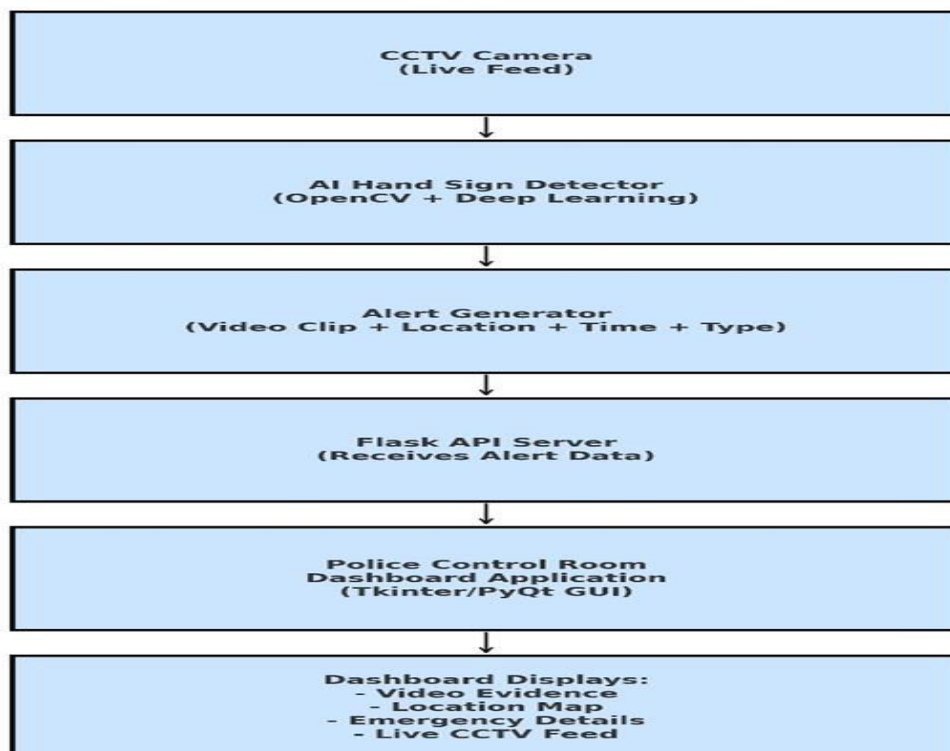 CCTV Camera
(Live Feed)
AI Hand Sign Detector
(OpenCV + Deep Learning)
Alert Generator
(Video Clip + Location + Time + Type)
Flask API Server
(Receives Alert Data)
Police Control Room
Dashboard Application
(Tkinter/PyQt GUI)
Dashboard Displays:
- Video Evidence
- Location Map
- Emergency Details
- Live CCTV Feed